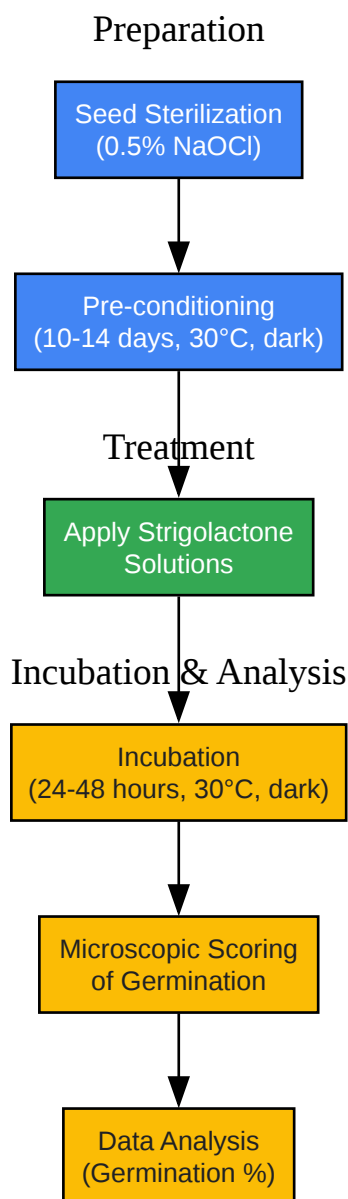 Preparation
Seed Sterilization
(0.5% NaOCl)
Pre-conditioning
(10-14 days, 30°C, dark)
Treatment
Apply Strigolactone
Solutions
Incubation & Analysis
Incubation
(24-48 hours, 30°C, dark)
Microscopic Scoring
of Germination
Data Analysis
(Germination %)